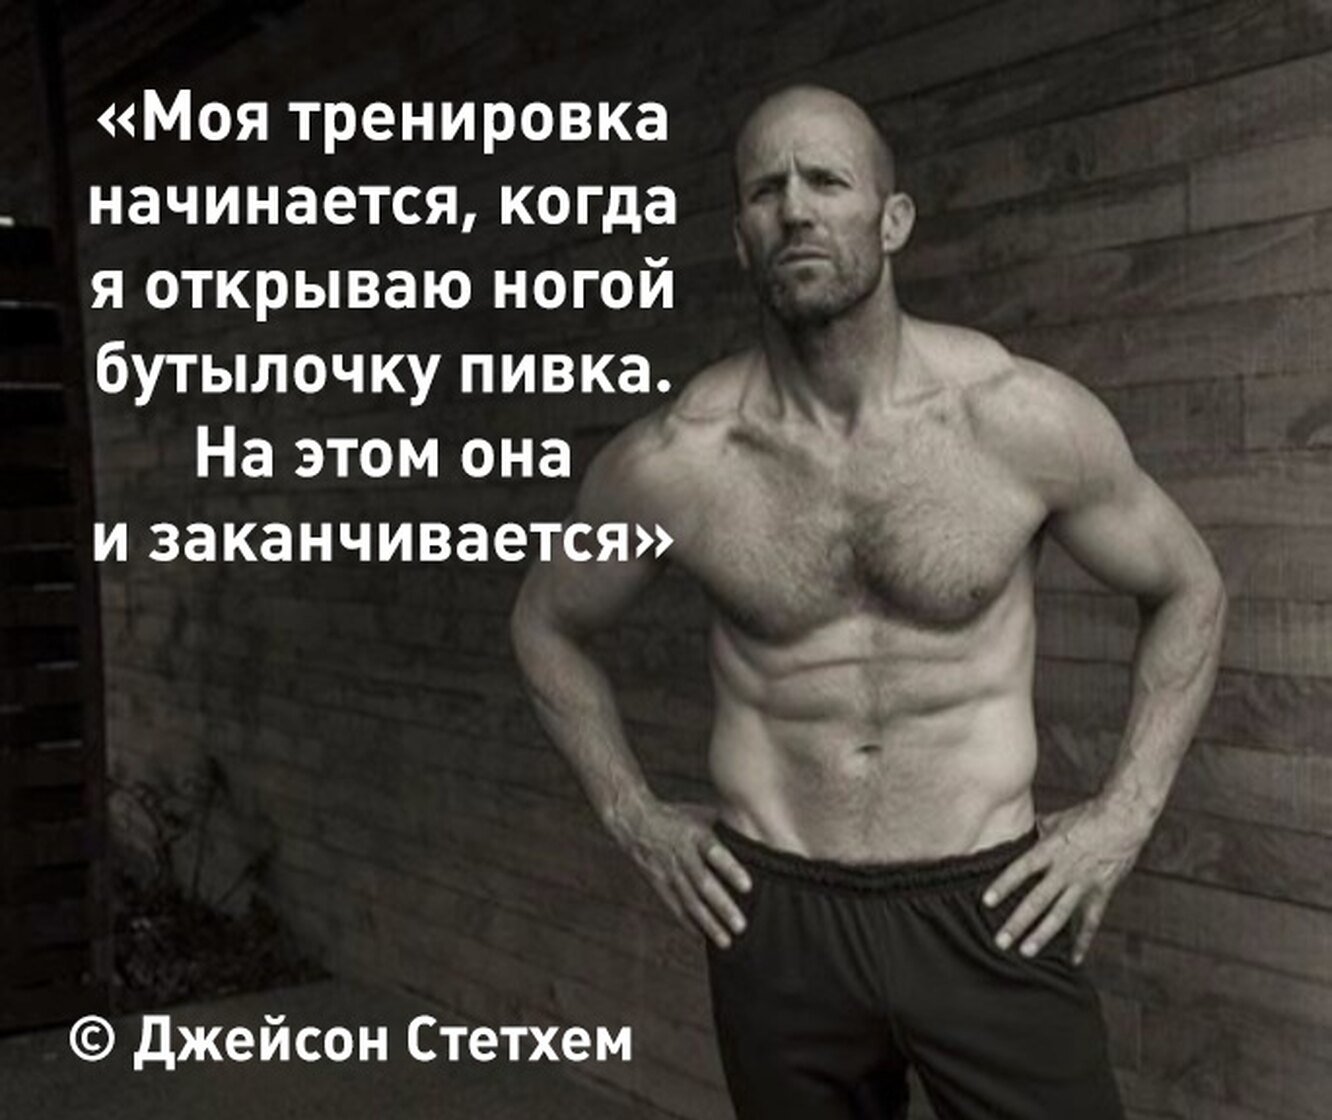 «Моя тренировка
начинается, когда
я открываю ногой
бутылочку пивка.
На этом она
и заканчивается»
© Джейсон Стетхем